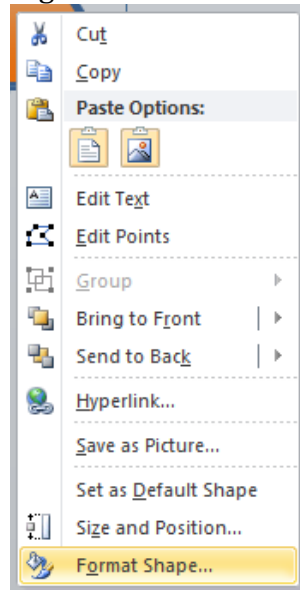 Cut
Copy
Paste Options:
Edit Text
Edit Points
Group
Bring to Front
Send to Back
Hyperlink...
Save as Picture...
Set as Default Shape
Size and Position...
Format Shape...